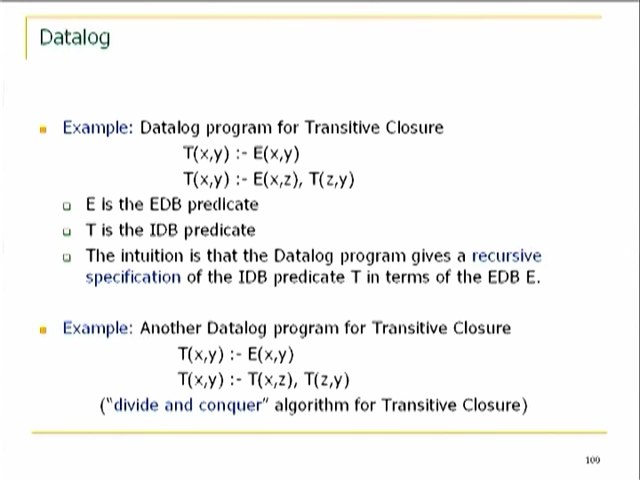 Datalog
Example: Datalog program for Transitive Closure
T(x,y) :- E(x,y)
T(x,y) :- E(x,z), T(z,y)
E is the EDB predicate
T is the IDB predicate
The intuition is that the Datalog program gives a recursive
specification of the IDB predicate T in terms of the EDB E.
Example: Another Datalog program for Transitive Closure
T(x,y) :- E(x,y)
T(x,y) :- T(x,z), T(z,y)
("divide and conquer" algorithm for Transitive Closure)
100